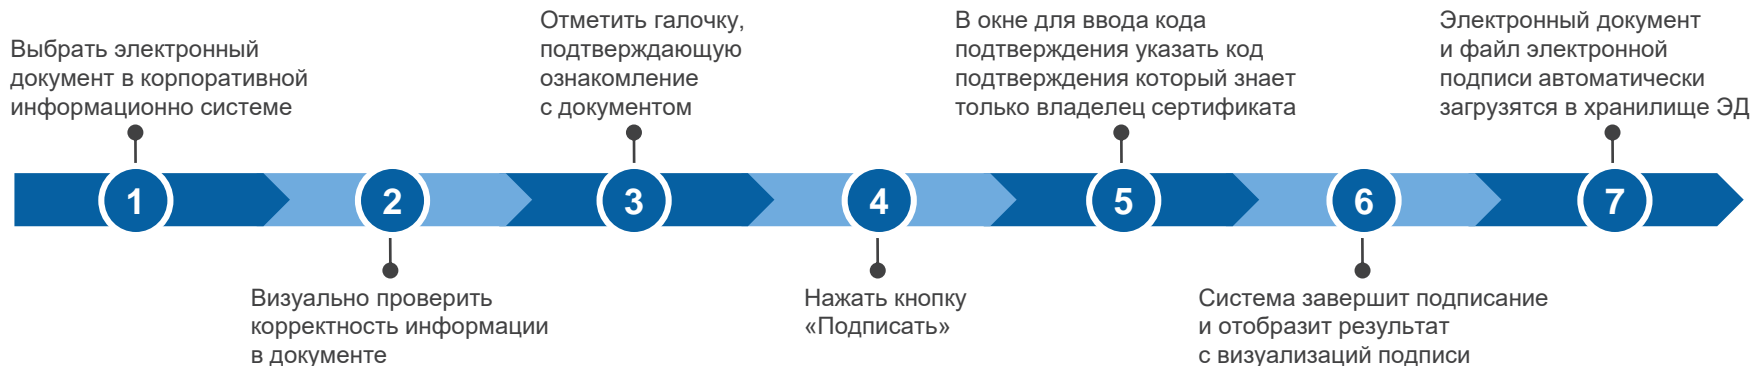 Выбрать электронный
документ в корпоративной
информационно системе
1
2
Визуально проверить
корректность информации
в документе
Отметить галочку,
подтверждающую
ознакомление
с документом
3
4
Нажать кнопку
«Подписать»
В окне для ввода кода
подтверждения указать код
подтверждения который знает
только владелец сертификата
5
6
Система завершит подписание
и отобразит результат
с визуализаций подписи
Электронный документ
и файл электронной
подписи автоматически
загрузятся в хранилище ЭД
7